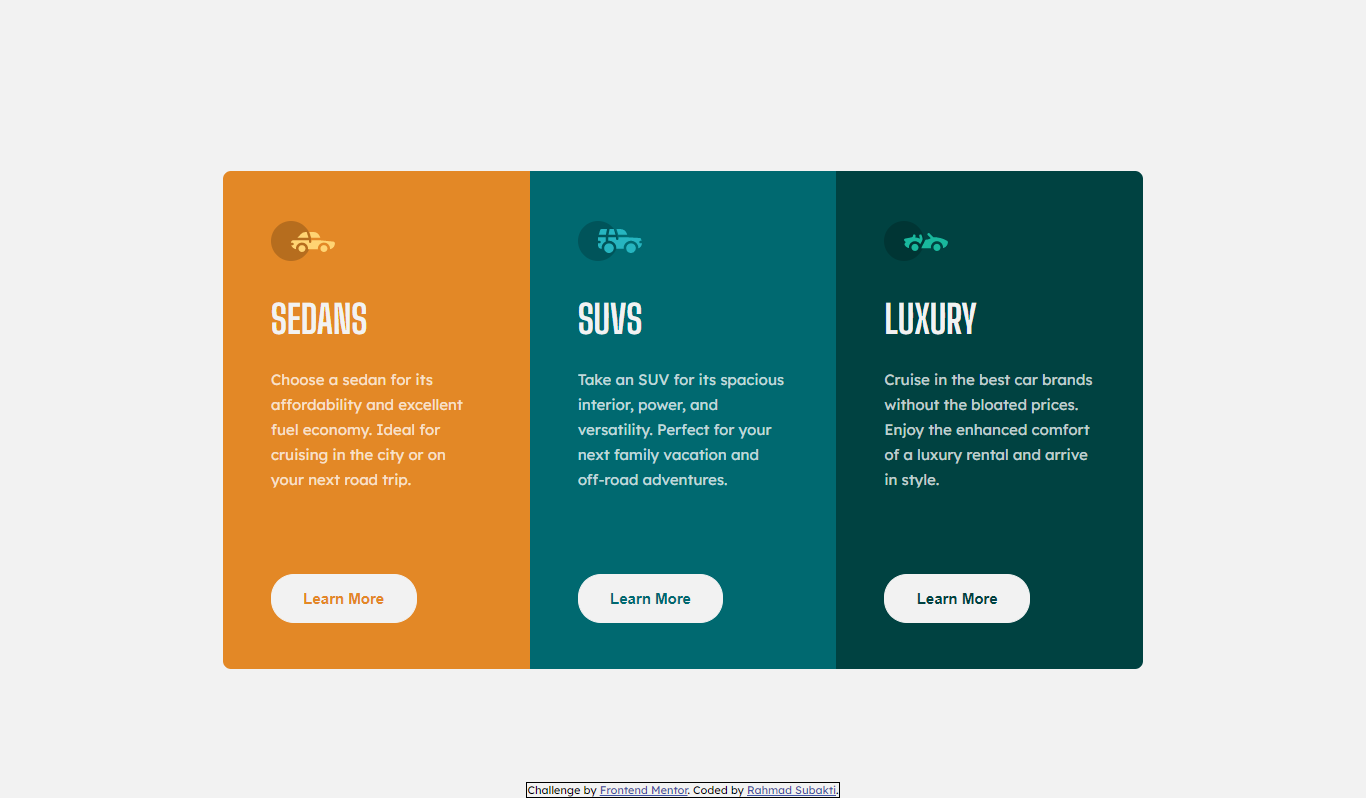 SEDANS
Choose a sedan for its
affordability and excellent
fuel economy. Ideal for
cruising in the city or on
your next road trip.
Learn More
SUVS
Take an SUV for its spacious
interior, power, and
versatility. Perfect for your
next family vacation and
off-road adventures.
Learn More
LUXURY
Cruise in the best car brands
without the bloated prices.
Enjoy the enhanced comfort
of a luxury rental and arrive
in style.
Learn More
Challenge by Frontend Mentor. Coded by Rahmad Subakti.